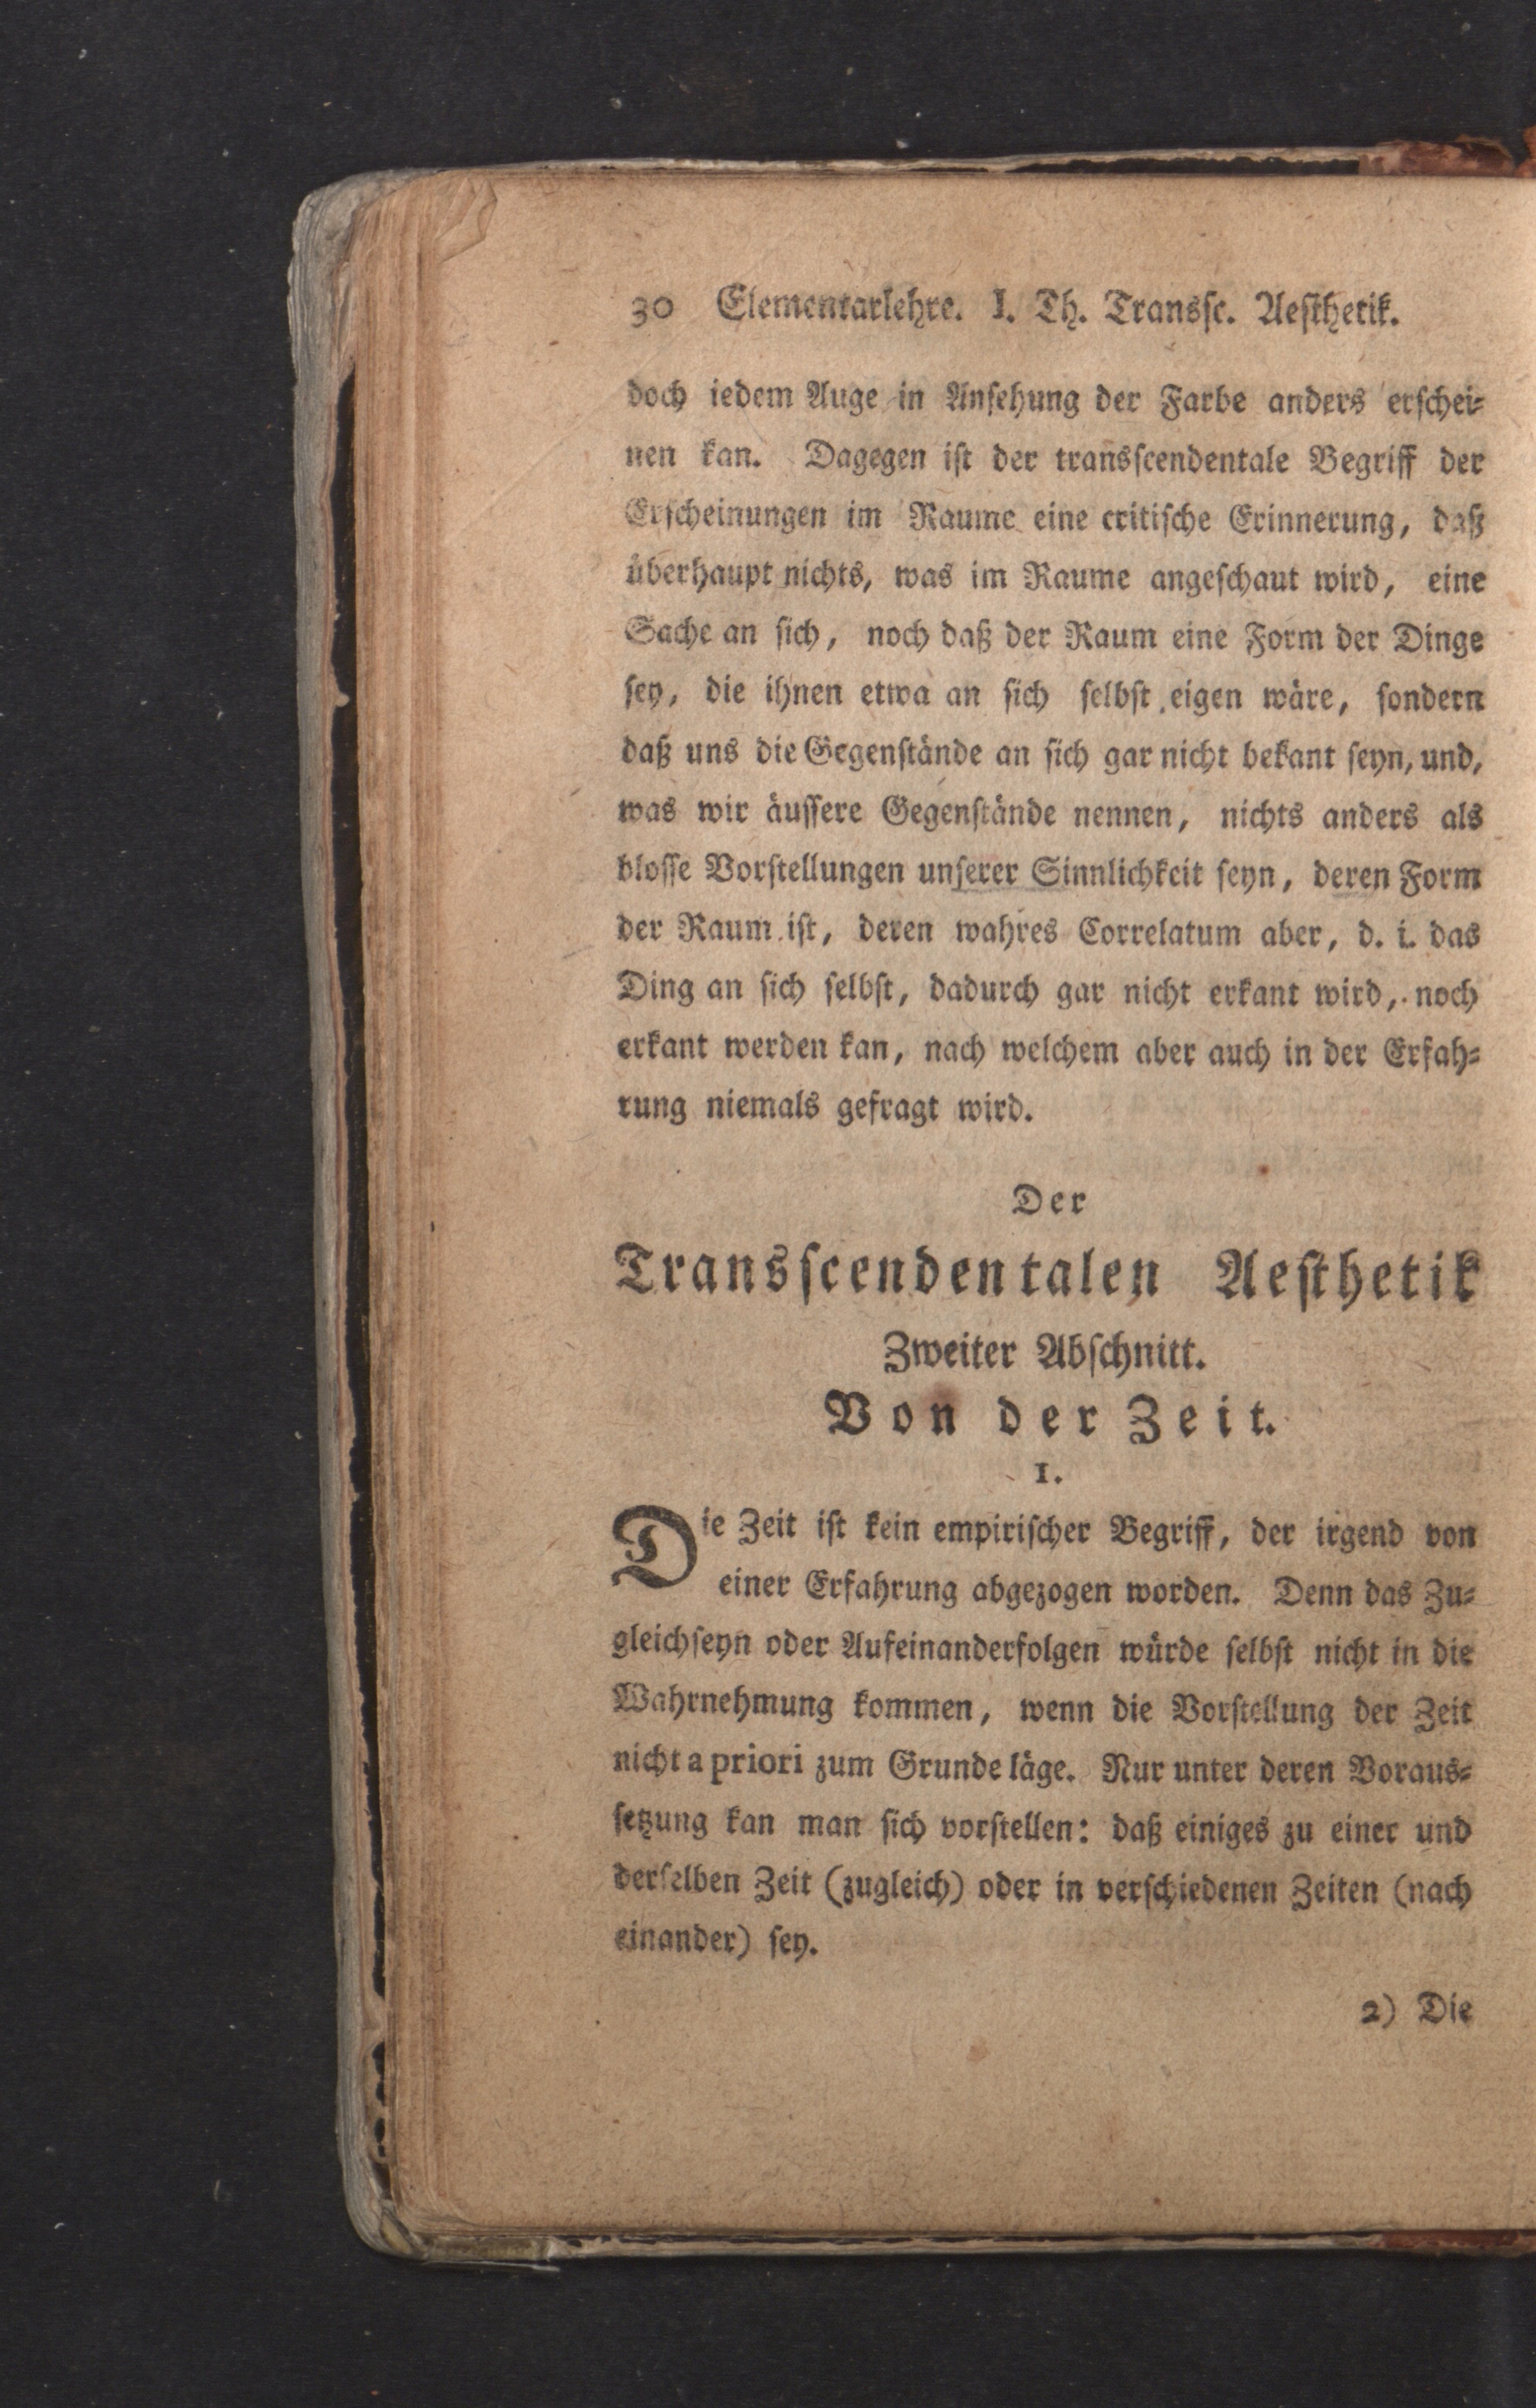 30 Elementarlehre. I. Th. Transsc. Aesthetik.
doch iedem Auge in Ansehung der Farbe anders erschei⸗
nen kan. Dagegen ist der transscendentale Begriff der
Erscheinungen im Raume eine critische Erinnerung, daß
überhaupt nichts, was im Raume angeschaut wird, eine
Sache an sich, noch daß der Raum eine Form der Dinge
sey, die ihnen etwa an sich selbst eigen wäre, sondern
daß uns die Gegenstände an sich gar nicht bekant seyn, und,
was wir äussere Gegenstände nennen, nichts anders als
blosse Vorstellungen unserer Sinnlichkeit seyn, deren Form
der Raum ist, deren wahres Correlatum aber, d. i. das
Ding an sich selbst, dadurch gar nicht erkant wird, noch
erkant werden kan, nach welchem aber auch in der Erfah⸗
rung niemals gefragt wird.
Der
Transscendentalen Aesthetik
Zweiter Abschnitt.
Von der Zeit.
1.
Die Zeit ist kein empirischer Begriff, der irgend von
einer Erfahrung abgezogen worden. Denn das Zu⸗
gleichseyn oder Aufeinanderfolgen würde selbst nicht in die
Wahrnehmung kommen, wenn die Vorstellung der Zeit
nicht a priori zum Grunde läge. Nur unter deren Voraus⸗
setzung kan man sich vorstellen: daß einiges zu einer und
derselben Zeit (zugleich) oder in verschiedenen Zeiten (nach
einander) sey.
2) Die